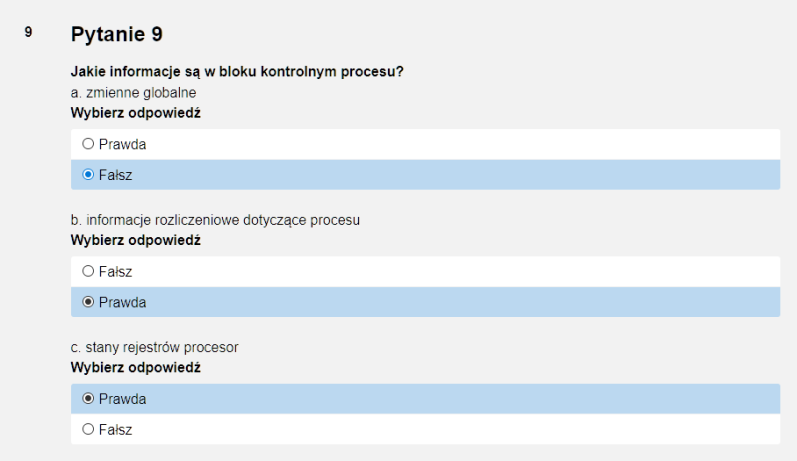 9 Pytanie 9
Jakie informacje są w bloku kontrolnym procesu?
a. zmienne globalne
Wybierz odpowiedź
Prawda
Fałsz
b. informacje rozliczeniowe dotyczące procesu
Wybierz odpowiedź
Fałsz
Prawda
c. stany rejestrów procesor
Wybierz odpowiedź
Prawda
Fałsz